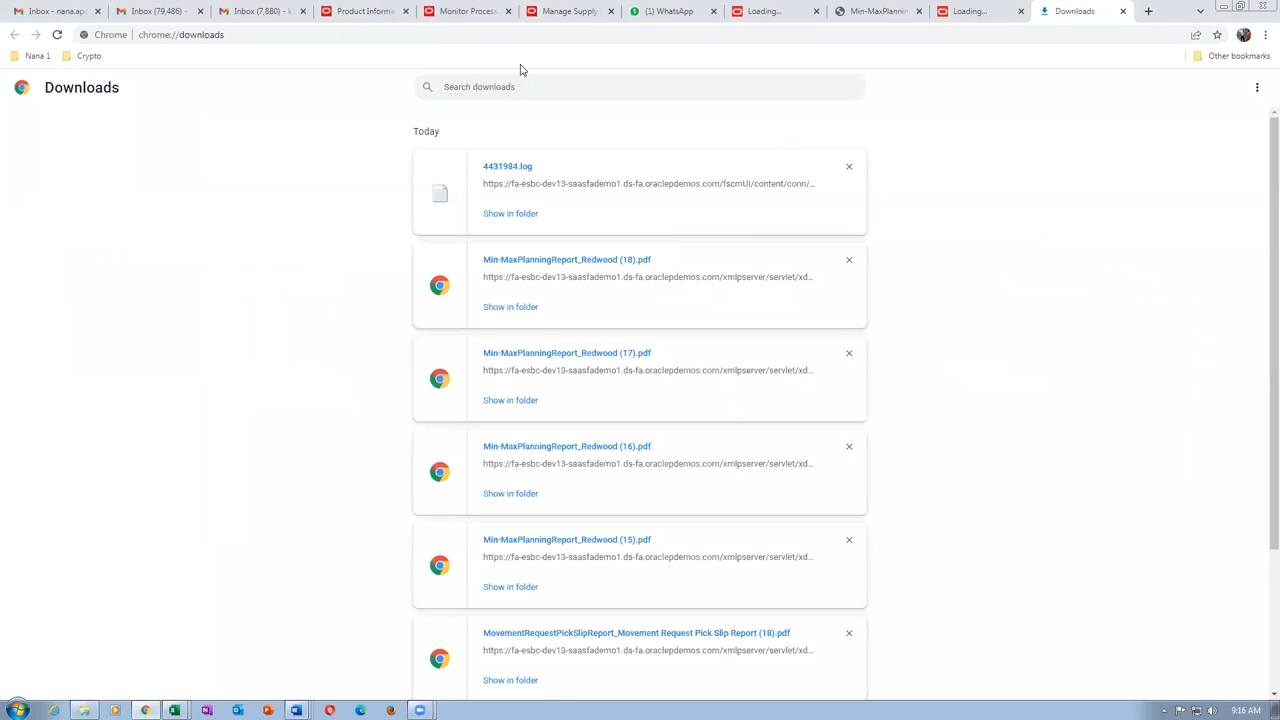 Inbox - nana.ap
Inbox (79,486) -
Inbox (7,880) - k
Product Informa
Monitor Process
Manage Supply
(1) WhatsApp
Loading...
Min-MaxPlannin
Loading...
Downloads
Chrome
chrome://downloads
Nana 1
Crypto
Other bookmarks
Downloads
Search downloads
Today
4431984.log
https://fa-esbc-dev13-saasfademo1.ds-fa.oraclepdemos.com/fscmUI/content/conn/...
Show in folder
Min-MaxPlanningReport_Redwood (18).pdf
https://fa-esbc-dev13-saasfademo1.ds-fa.oraclepdemos.com/xmlpserver/servlet/xd...
Show in folder
Min-MaxPlanningReport_Redwood (17).pdf
https://fa-esbc-dev13-saasfademo1.ds-fa.oraclepdemos.com/xmlpserver/servlet/xd...
Show in folder
Min-MaxPlanningReport_Redwood (16).pdf
https://fa-esbc-dev13-saasfademo1.ds-fa.oraclepdemos.com/xmlpserver/servlet/xd...
Show in folder
Min-MaxPlanningReport_Redwood (15).pdf
https://fa-esbc-dev13-saasfademo1.ds-fa.oraclepdemos.com/xmlpserver/servlet/xd...
Show in folder
MovementRequestPickSlipReport_Movement Request Pick Slip Report (18).pdf
https://fa-esbc-dev13-saasfademo1.ds-fa.oraclepdemos.com/xmlpserver/servlet/xd...
Show in folder
9:16 AM